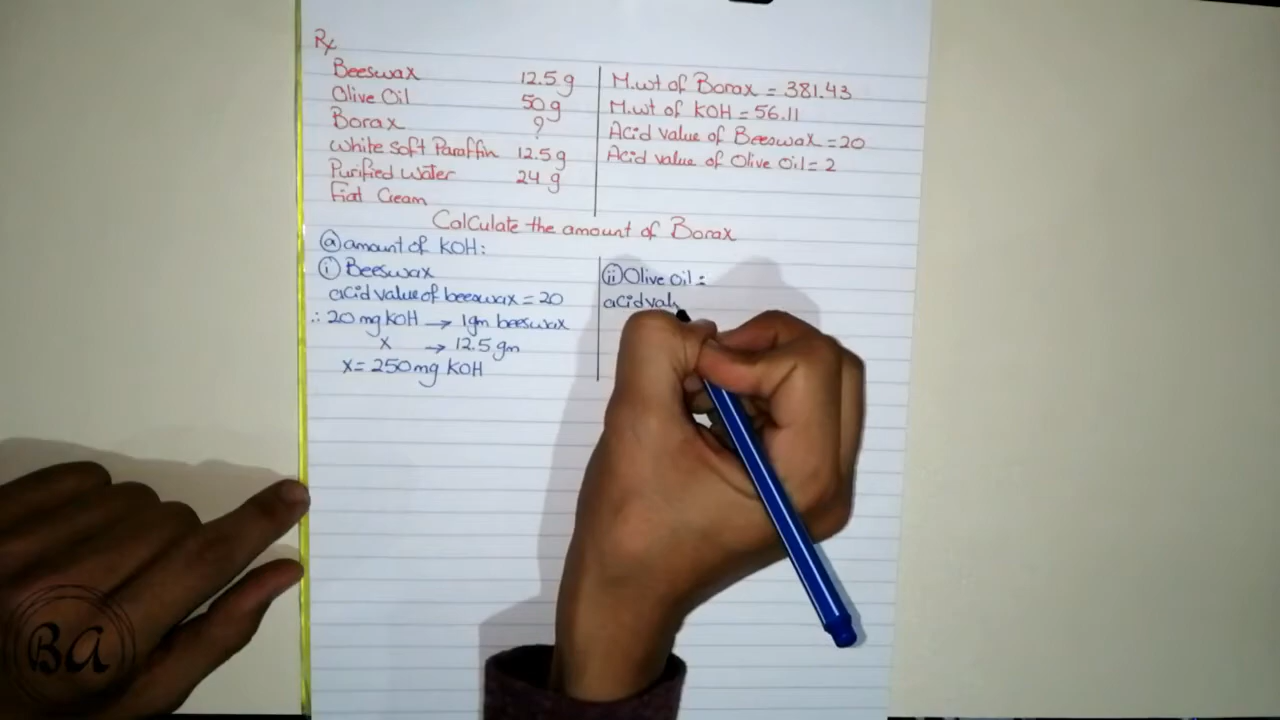 Rx
Beeswax 12.5 g
Olive Oil 50 g
Borax ?
White Soft Paraffin 12.5 g
Purified Water 24 g
Fiat Cream
M.wt of Borax = 381.43
M.wt of KOH = 56.11
Acid value of Beeswax = 20
Acid value of Olive Oil = 2
Calculate the amount of Borax
ⓐ amount of KOH:
ⓘ Beeswax
acid value of beeswax = 20
∴ 20 mg KOH → 1gm beeswax
x → 12.5 gm
x = 250 mg KOH
ⓘⓘ Olive oil =
acid val
BA